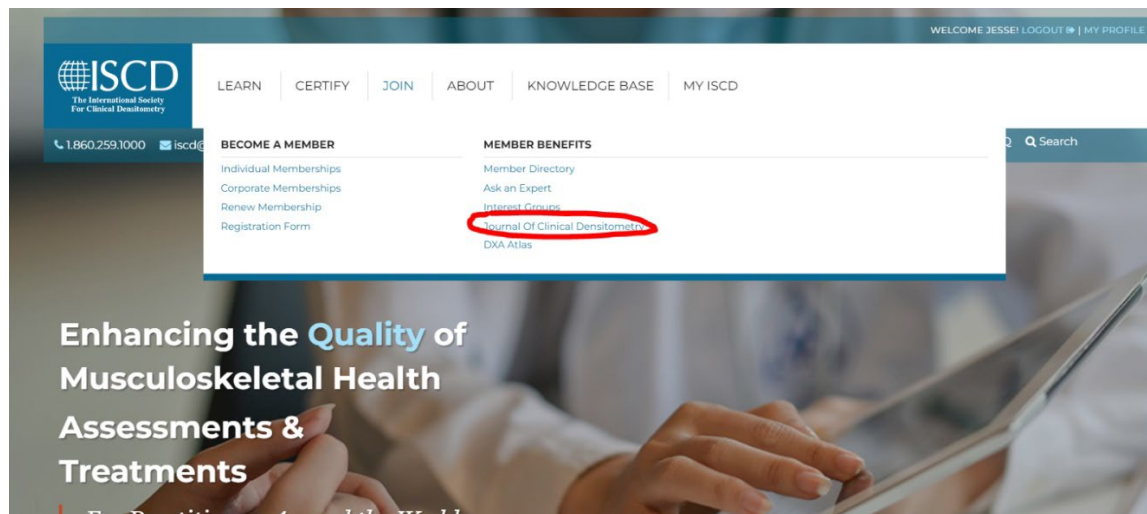 WELCOME JESSE! LOGOUT | MY PROFILE
ISCD
The International Society
For Clinical Densitometry
LEARN
CERTIFY
JOIN
ABOUT
KNOWLEDGE BASE
MY ISCD
1.860.259.1000
iscd@
Search
BECOME A MEMBER
Individual Memberships
Corporate Memberships
Renew Membership
Registration Form
MEMBER BENEFITS
Member Directory
Ask an Expert
Interest Groups
Journal Of Clinical Densitometry
DXA Atlas
Enhancing the Quality of
Musculoskeletal Health
Assessments &
Treatments